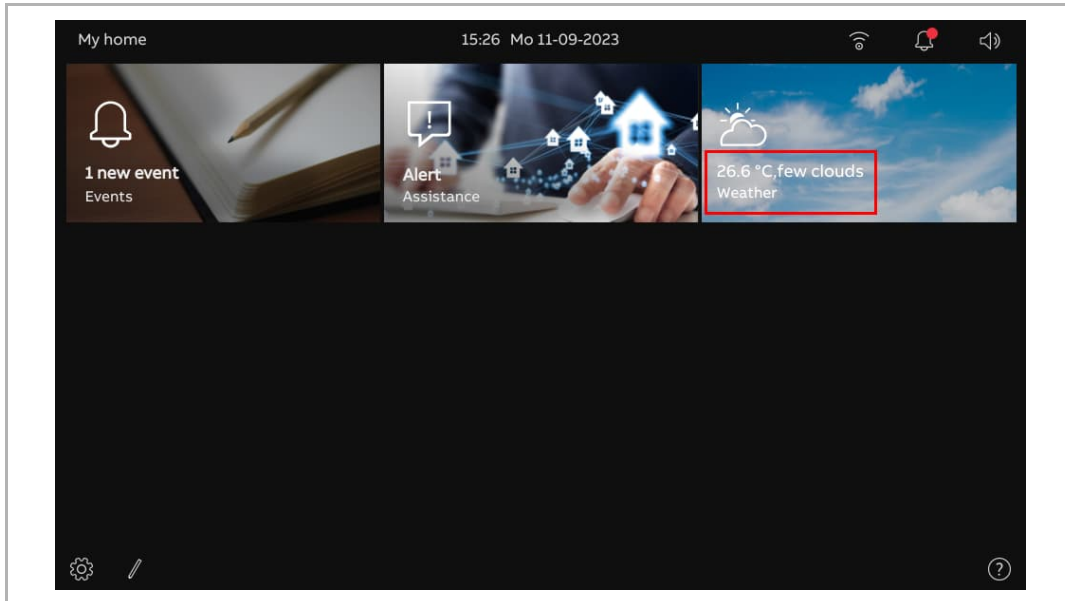 My home
15:26 Mo 11-09-2023
1 new event
Events
Alert
Assistance
26.6 °C,few clouds
Weather